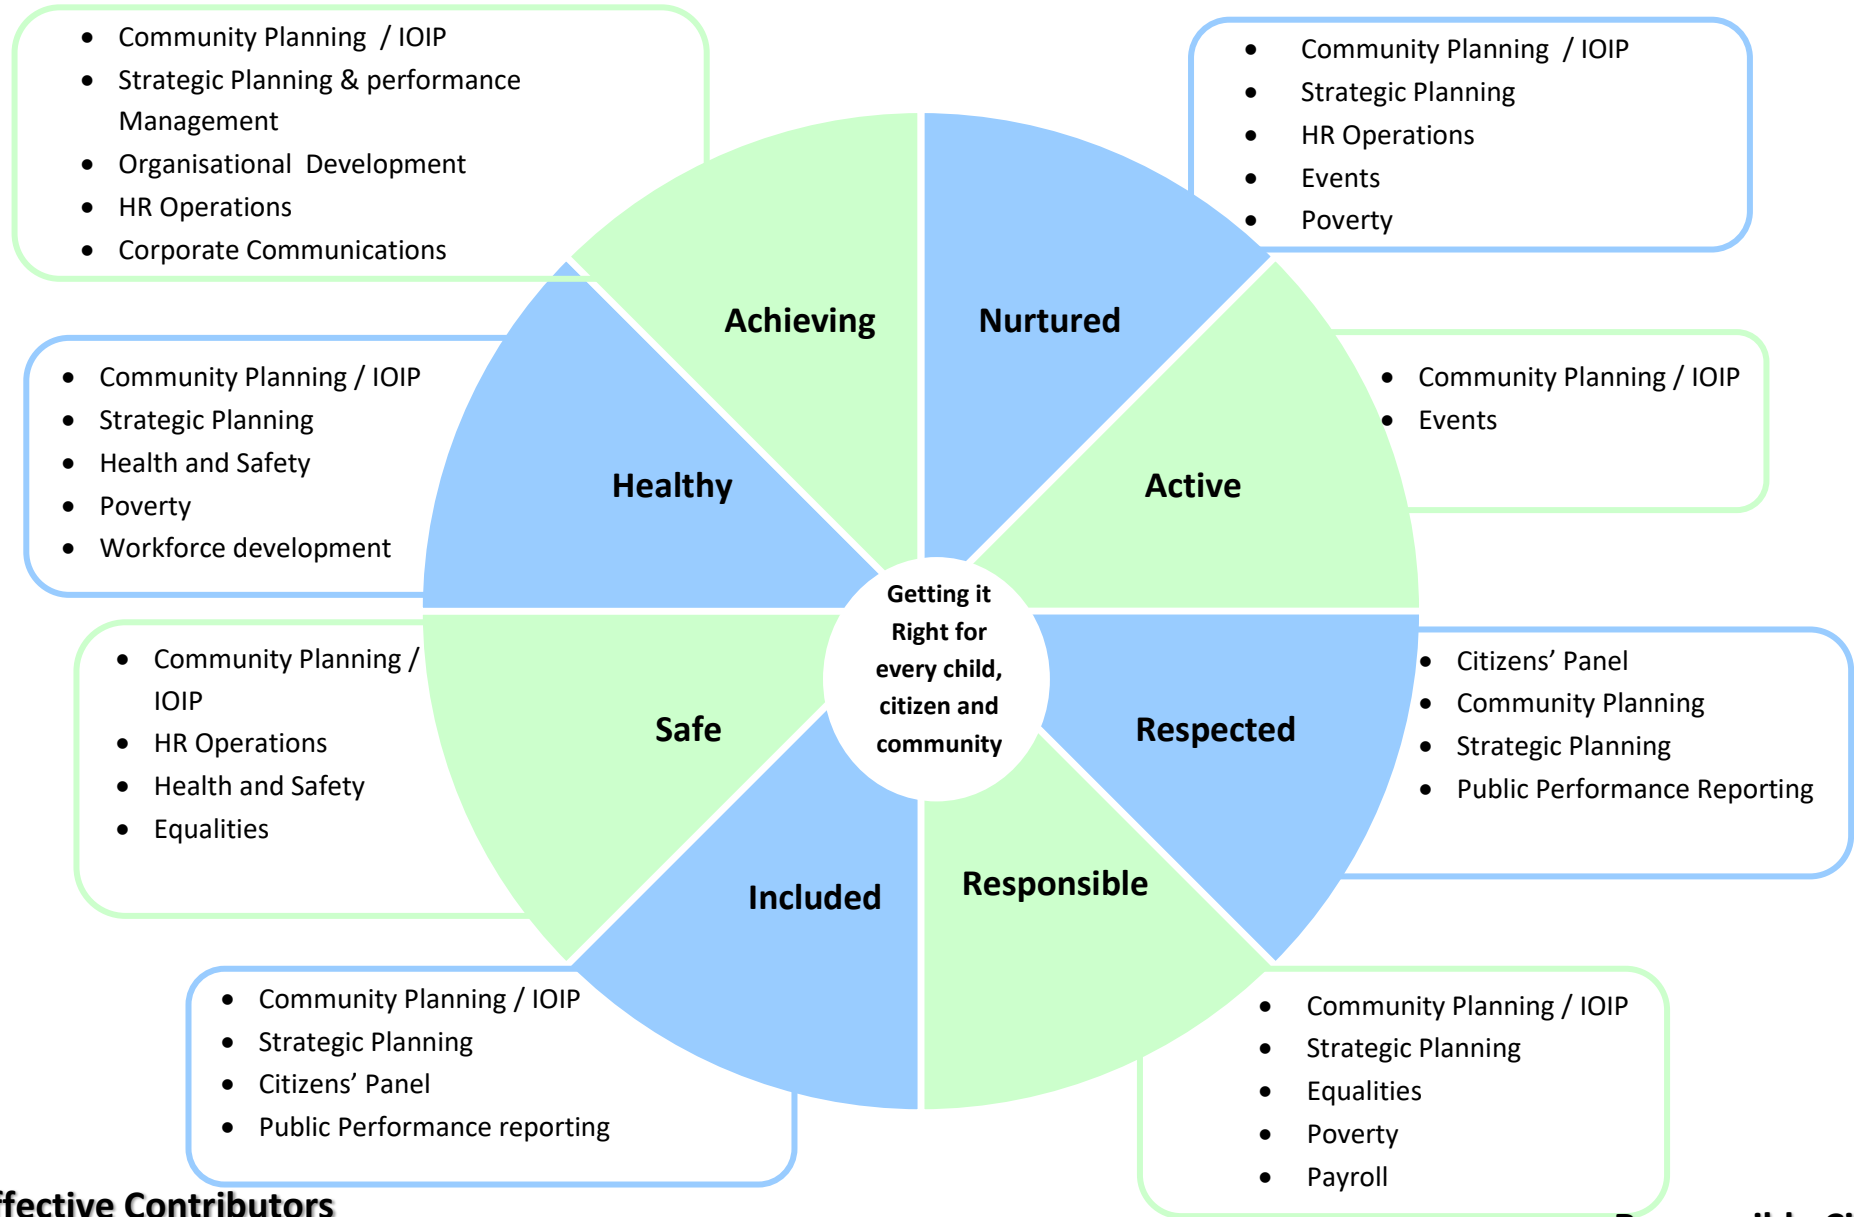 • Community Planning / IOIP
• Strategic Planning & performance
Management
• Organisational Development
• HR Operations
• Corporate Communications
• Community Planning / IOIP
• Strategic Planning
• HR Operations
• Events
• Poverty
Achieving
Nurtured
• Community Planning / IOIP
• Strategic Planning
• Health and Safety
• Poverty
• Workforce development
Healthy
Active
• Community Planning / IOIP
• Events
Getting it
Right for
every child,
citizen and
community
• Community Planning /
IOIP
• HR Operations
• Health and Safety
• Equalities
Safe
Respected
• Citizens’ Panel
• Community Planning
• Strategic Planning
• Public Performance Reporting
Included
Responsible
• Community Planning / IOIP
• Strategic Planning
• Citizens’ Panel
• Public Performance reporting
• Community Planning / IOIP
• Strategic Planning
• Equalities
• Poverty
• Payroll
ffective Contributors